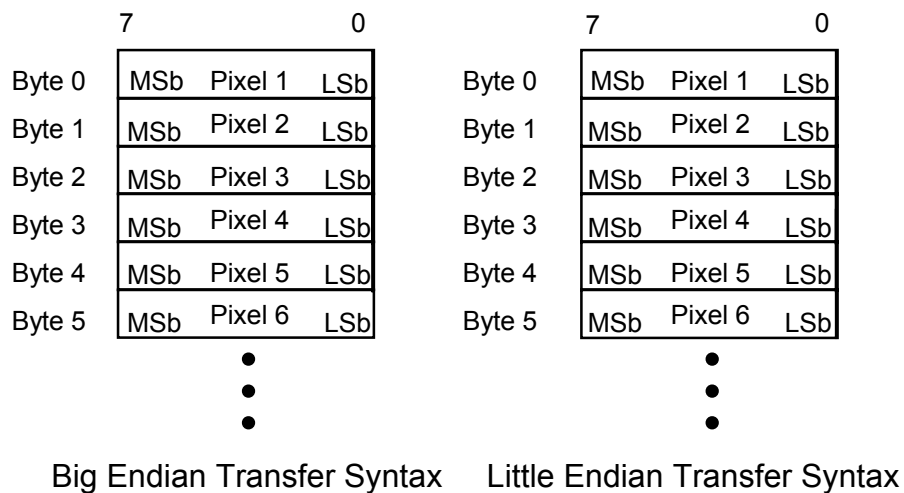 7 0 7 0
Byte 0 MSb Pixel 1 LSb Byte 0 MSb Pixel 1 LSb
Byte 1 MSb Pixel 2 LSb Byte 1 MSb Pixel 2 LSb
Byte 2 MSb Pixel 3 LSb Byte 2 MSb Pixel 3 LSb
Byte 3 MSb Pixel 4 LSb Byte 3 MSb Pixel 4 LSb
Byte 4 MSb Pixel 5 LSb Byte 4 MSb Pixel 5 LSb
Byte 5 MSb Pixel 6 LSb Byte 5 MSb Pixel 6 LSb
Big Endian Transfer Syntax Little Endian Transfer Syntax